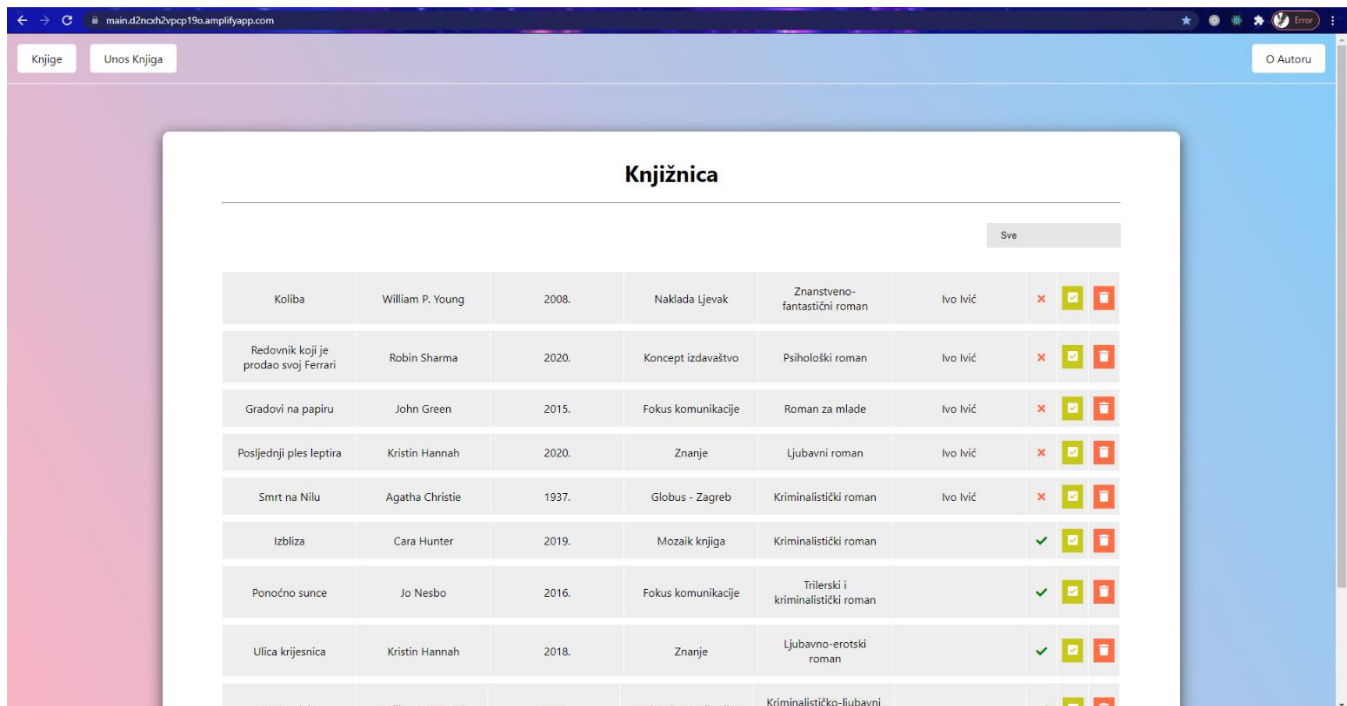 main.d2ncxh2vpcp19o.amplifyapp.com
Error
Knjige
Unos Knjiga
O Autoru
Knjižnica
Sve
Koliba William P. Young 2008. Naklada Ljevak Znanstveno-
fantastični roman Ivo Ivić
Redovnik koji je
prodao svoj Ferrari Robin Sharma 2020. Koncept izdavaštvo Psihološki roman Ivo Ivić
Gradovi na papiru John Green 2015. Fokus komunikacije Roman za mlade Ivo Ivić
Posljednji ples leptira Kristin Hannah 2020. Znanje Ljubavni roman Ivo Ivić
Smrt na Nilu Agatha Christie 1937. Globus - Zagreb Kriminalistički roman Ivo Ivić
Izbliza Cara Hunter 2019. Mozaik knjiga Kriminalistički roman
Ponoćno sunce Jo Nesbo 2016. Fokus komunikacije Trilerski i
kriminalistički roman
Ulica krijesnica Kristin Hannah 2018. Znanje Ljubavno-erotski
roman
Kriminalističko-ljubavni